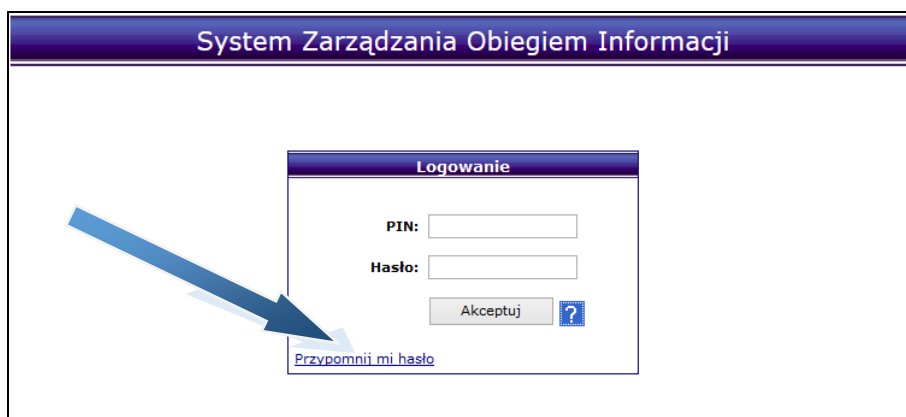 System Zarządzania Obiegiem Informacji
Logowanie
PIN:
Hasło:
Akceptuj ?
Przypomnij mi hasło